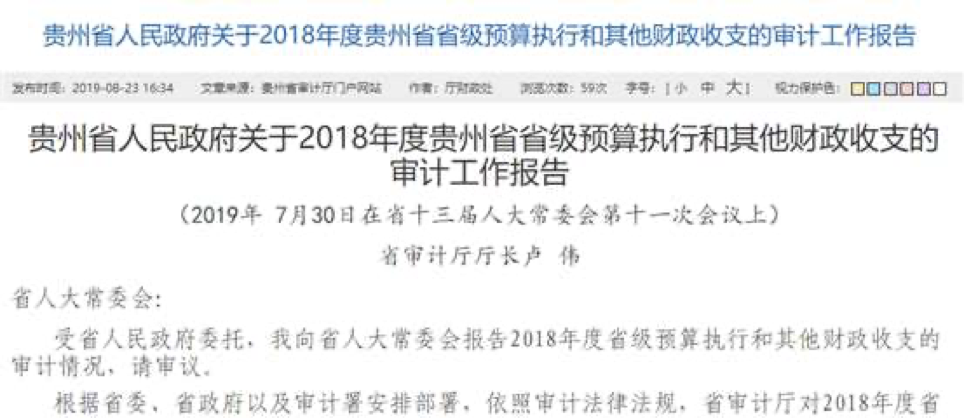 贵州省人民政府关于2018年度贵州省省级预算执行和其他财政收支的审计工作报告
发布时间：2019-08-23 16:34 文章来源：贵州省审计厅门户网站 作者：厅财政处 浏览次数：59次 字号：[ 小 中 大 ] 视力保护色：
贵州省人民政府关于2018年度贵州省省级预算执行和其他财政收支的
审计工作报告
（2019年 7月30日在省十三届人大常委会第十一次会议上）
省审计厅厅长卢 伟
省人大常委会：
受省人民政府委托，我向省人大常委会报告2018年度省级预算执行和其他财政收支的
审计情况，请审议。
根据省委、省政府以及审计署安排部署，依照审计法律法规，省审计厅对2018年度省